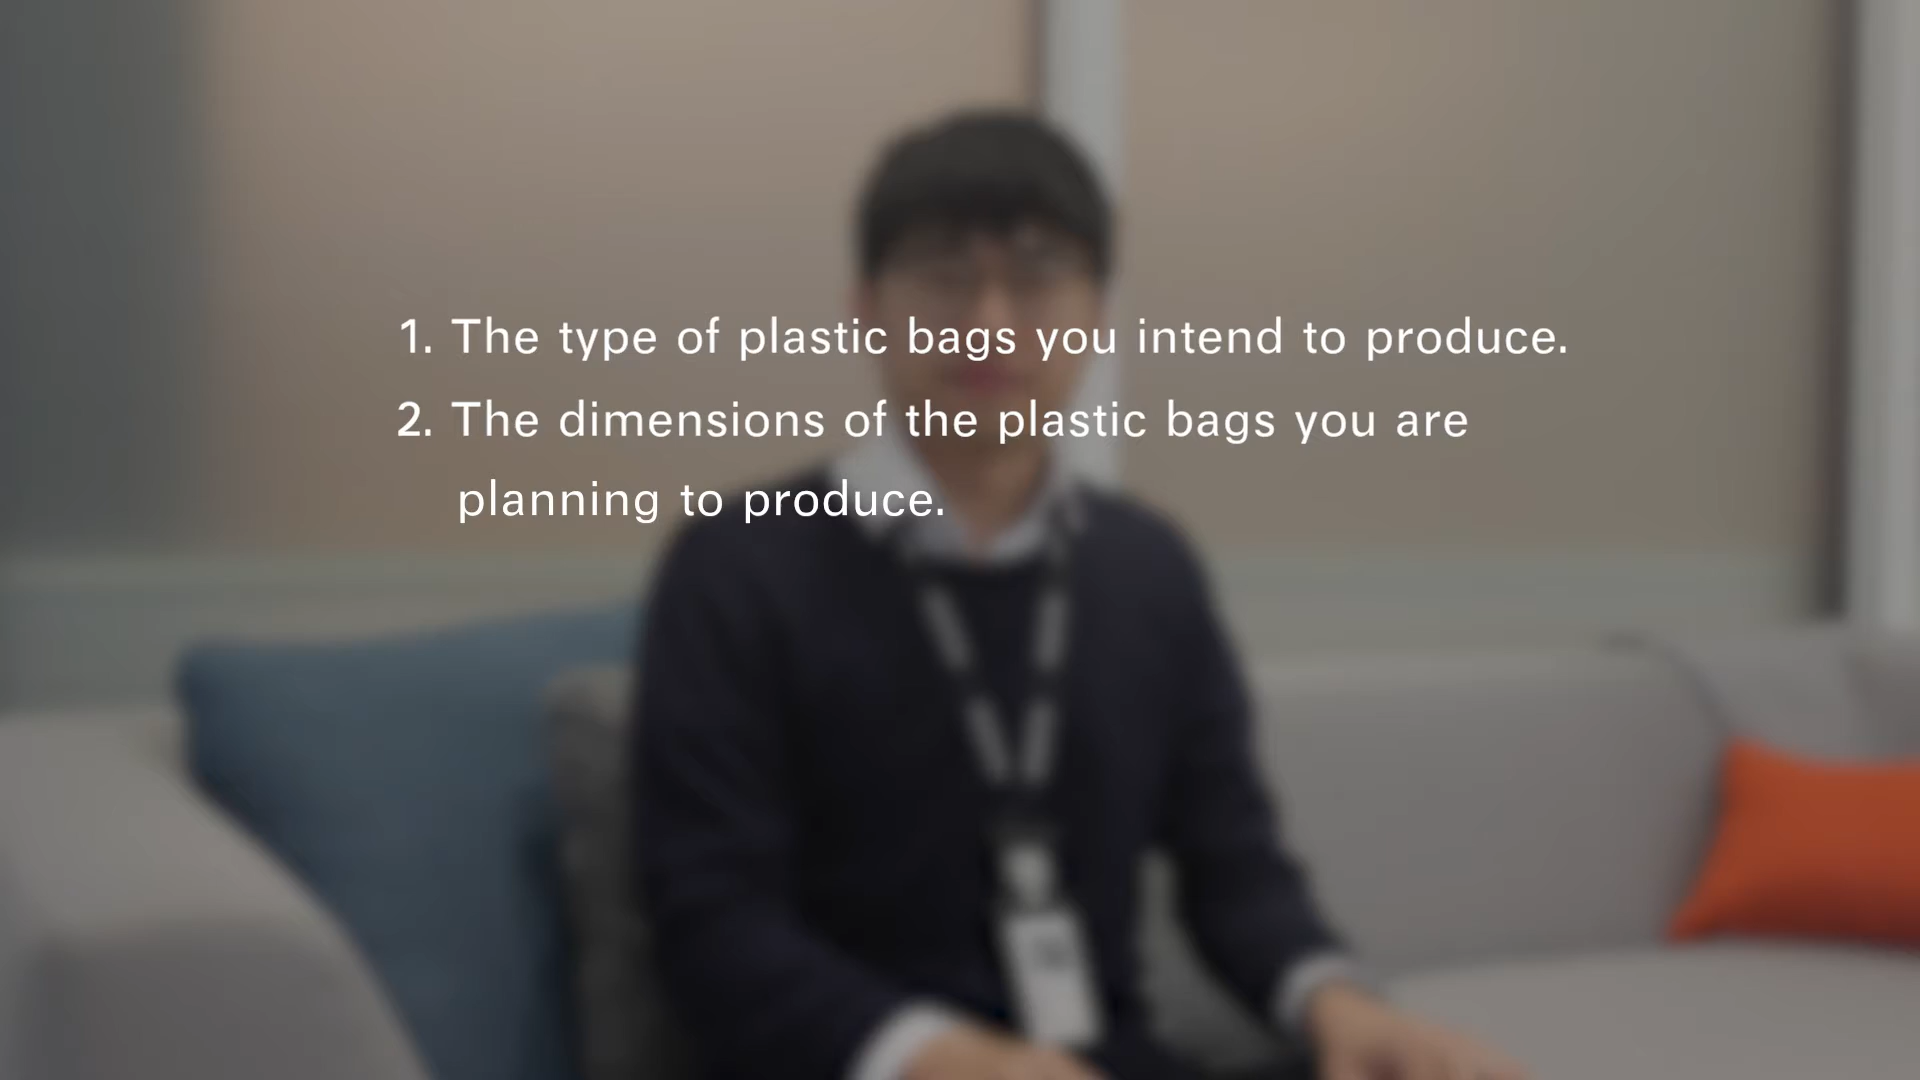 1. The type of plastic bags you intend to produce.
2. The dimensions of the plastic bags you are
planning to produce.